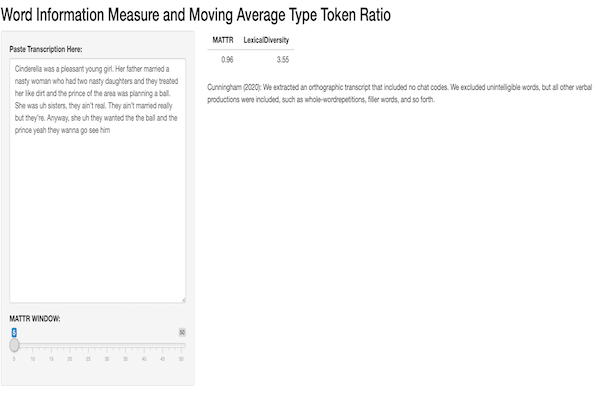 Word Information Measure and Moving Average Type Token Ratio
Paste Transcription Here:
Cinderella was a pleasant young girl. Her father married a
nasty woman who had two nasty daughters and they treated
her like dirt and the prince of the area was planning a ball.
She was uh sisters, they ain't real. They ain't married really
but they're. Anyway, she uh they wanted the the ball and the
prince yeah they wanna go see him
MATTR WINDOW:
5 50
5 10 15 20 25 30 35 40 45 50
MATTR LexicalDiversity
0.96 3.55
Cunningham (2020): We extracted an orthographic transcript that included no chat codes. We excluded unintelligible words, but all other verbal
productions were included, such as whole-wordrepetitions, filler words, and so forth.